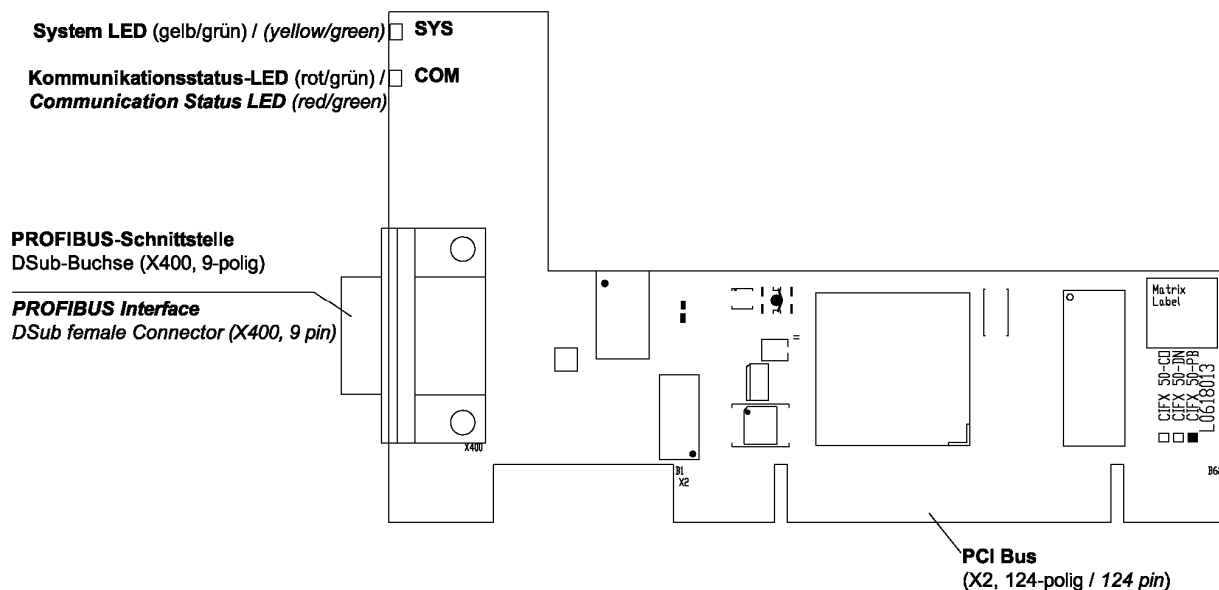 System LED (gelb/grün) / (yellow/green)
SYS
Kommunikationsstatus-LED (rot/grün) /
Communication Status LED (red/green)
COM
PROFIBUS-Schnittstelle
DSub-Buchse (X400, 9-polig)
PROFIBUS Interface
DSub female Connector (X400, 9 pin)
X400
B1
X2
Matrix
Label
CIFX 50-CO
CIFX 50-DN
CIFX 50-PB
L0618013
PCI Bus
(X2, 124-polig / 124 pin)